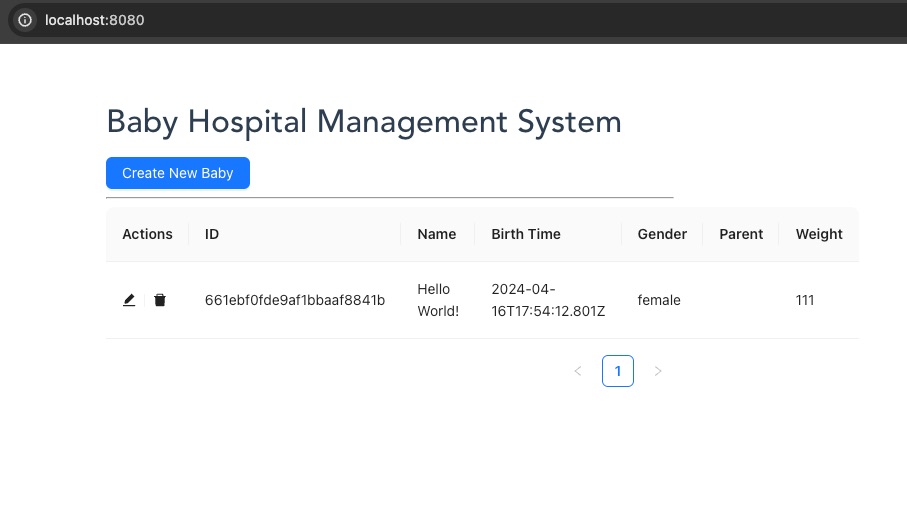 localhost:8080
Baby Hospital Management System
Create New Baby
Actions ID Name Birth Time Gender Parent Weight
661ebf0fde9af1bbaaf8841b Hello World! 2024-04-16T17:54:12.801Z female 111
< 1 >